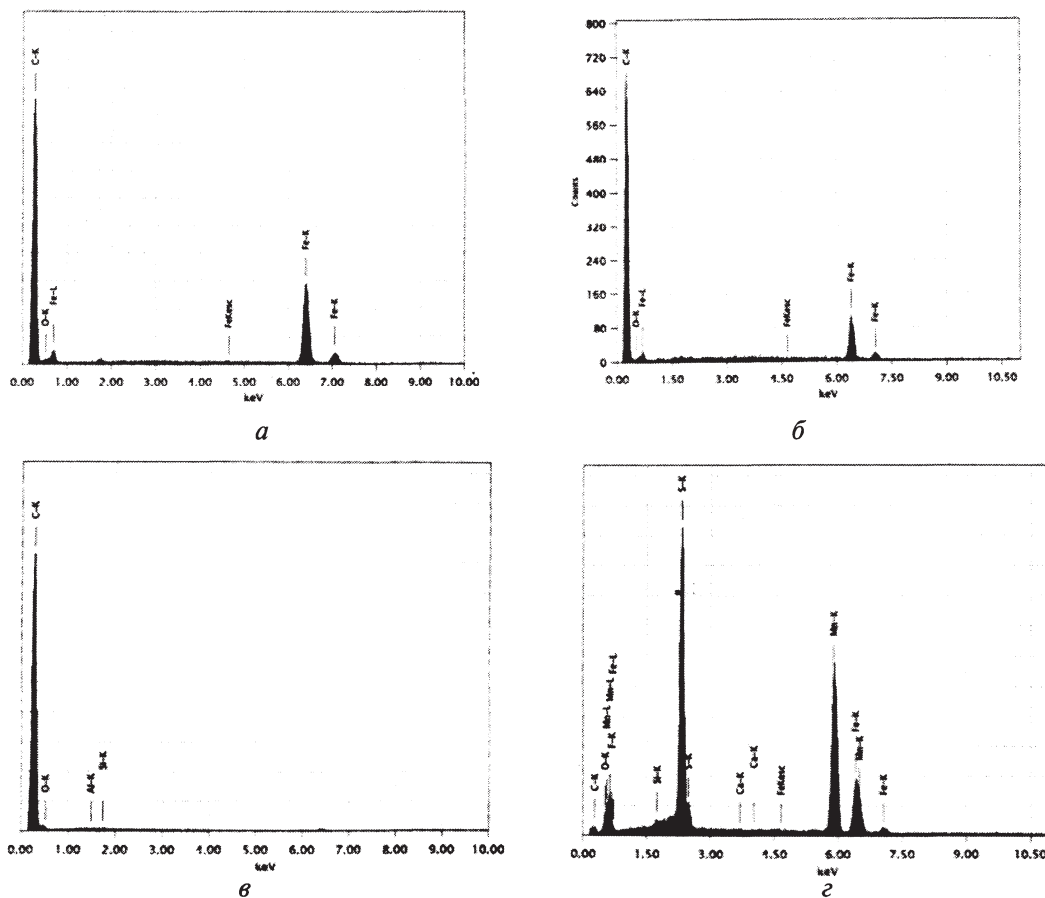 C-K
O-K
Fe-L
FeKesc
Fe-K
Fe-K
0.00 1.00 2.00 3.00 4.00 5.00 6.00 7.00 8.00 9.00 10.00
keV
а
800
720
640
560
480
400
320
240
160
80
0
Counts
C-K
O-K
Fe-L
FeKesc
Fe-K
Fe-K
0.00 1.50 3.00 4.50 6.00 7.50 9.00 10.50
keV
б
C-K
O-K
Al-K
Si-K
0.00 1.00 2.00 3.00 4.00 5.00 6.00 7.00 8.00 9.00 10.00
keV
в
C-K
O-K
Mn-L
F-K
Mn-L
Fe-L
Si-K
S-K
S-K
Ca-K
Ca-K
FeKesc
Mn-K
Fe-K
Mn-K
Fe-K
0.00 1.50 3.00 4.50 6.00 7.50 9.00 10.50
keV
г